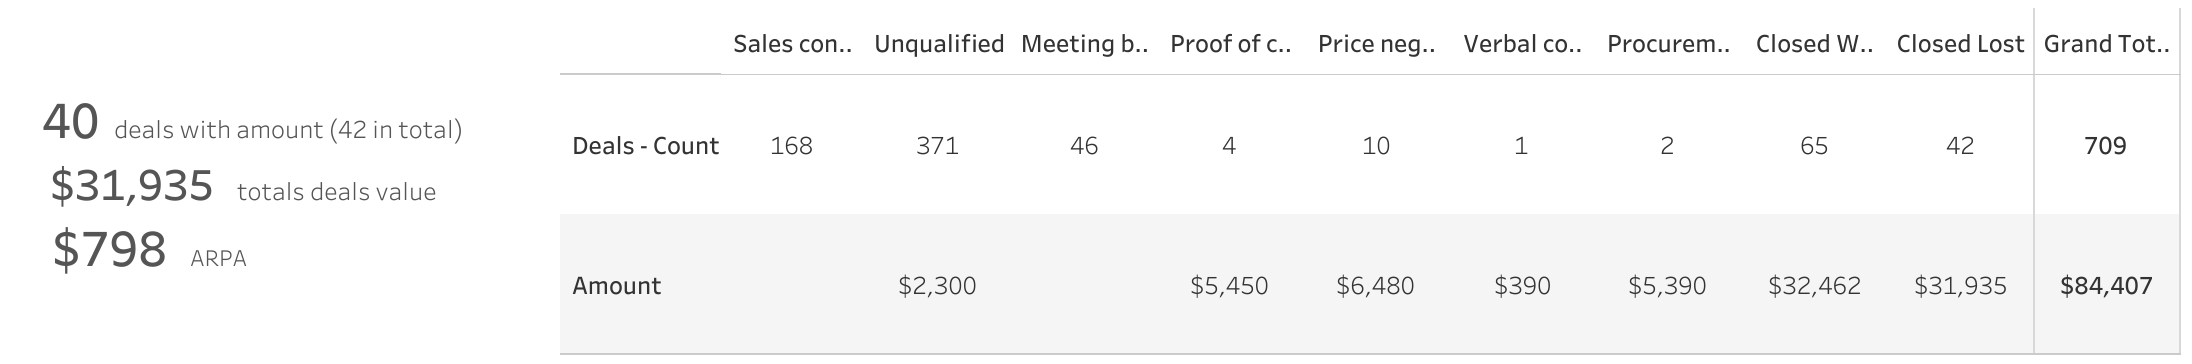 40 deals with amount (42 in total)
$31,935 totals deals value
$798 ARPA
Sales con.. Unqualified Meeting b.. Proof of c.. Price neg.. Verbal co.. Procurem.. Closed W.. Closed Lost Grand Tot..
Deals - Count 168 371 46 4 10 1 2 65 42 709
Amount $2,300 $5,450 $6,480 $390 $5,390 $32,462 $31,935 $84,407